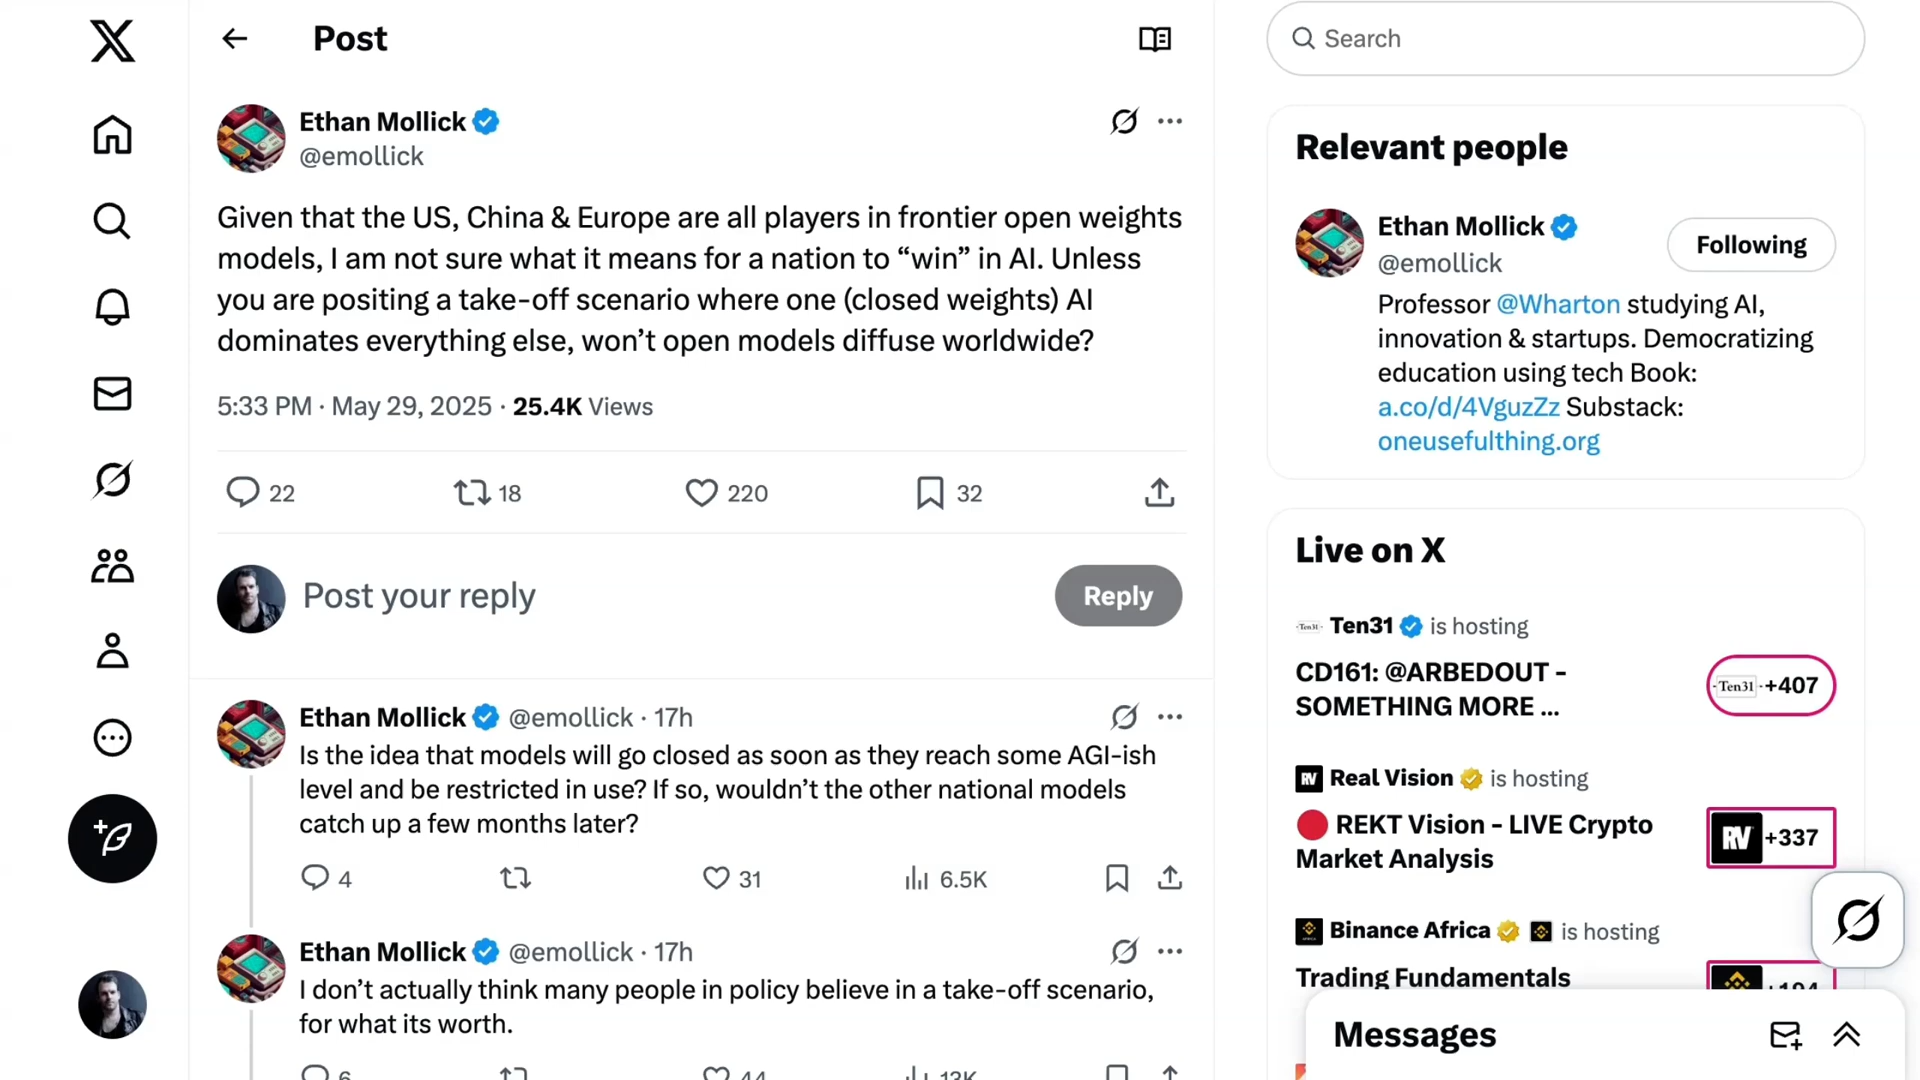 Post
Search
Ethan Mollick
@emollick
Given that the US, China & Europe are all players in frontier open weights
models, I am not sure what it means for a nation to “win” in AI. Unless
you are positing a take-off scenario where one (closed weights) AI
dominates everything else, won’t open models diffuse worldwide?
5:33 PM · May 29, 2025 · 25.4K Views
22
18
220
32
Post your reply
Reply
Ethan Mollick @emollick · 17h
Is the idea that models will go closed as soon as they reach some AGI-ish
level and be restricted in use? If so, wouldn’t the other national models
catch up a few months later?
4
31
6.5K
Ethan Mollick @emollick · 17h
I don’t actually think many people in policy believe in a take-off scenario,
for what its worth.
6
44
13K
Relevant people
Ethan Mollick
@emollick
Following
Professor @Wharton studying AI,
innovation & startups. Democratizing
education using tech Book:
a.co/d/4VguzZz Substack:
oneusefulthing.org
Live on X
Ten31 Ten31 is hosting
CD161: @ARBEDOUT -
SOMETHING MORE ...
Ten31 +407
RV Real Vision is hosting
REKT Vision - LIVE Crypto
Market Analysis
RV +337
Binance Africa is hosting
Trading Fundamentals
+194
Messages